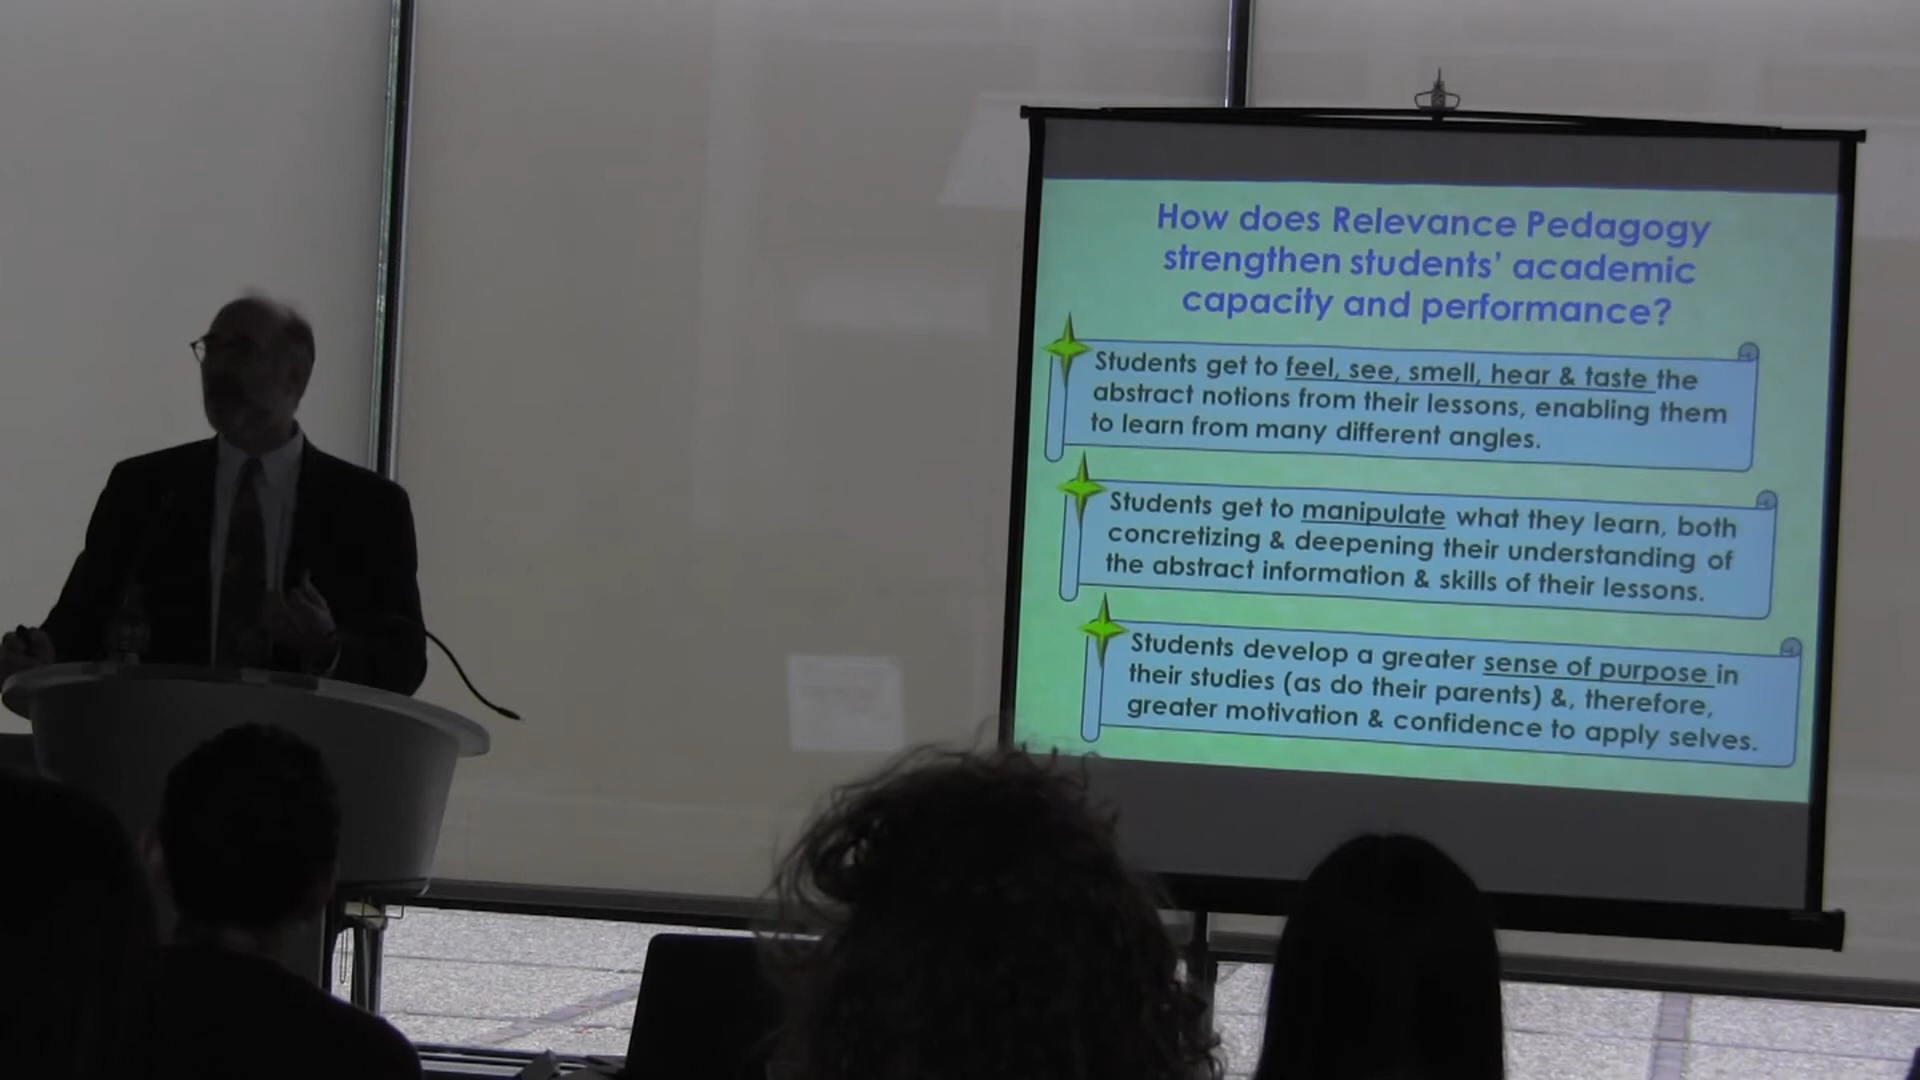 How does Relevance Pedagogy
strengthen students' academic
capacity and performance?
Students get to feel, see, smell, hear & taste the
abstract notions from their lessons, enabling them
to learn from many different angles.
Students get to manipulate what they learn, both
concretizing & deepening their understanding of
the abstract information & skills of their lessons.
Students develop a greater sense of purpose in
their studies (as do their parents) &, therefore,
greater motivation & confidence to apply selves.